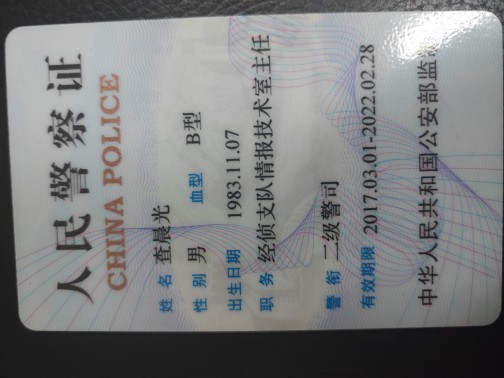 人民警察证
CHINA POLICE
姓名 查晨光
性别 男 血型 B型
出生日期 1983.11.07
职务 经侦支队情报技术室主任
警衔 二级警司
有效期限 2017.03.01-2022.02.28
中华人民共和国公安部监